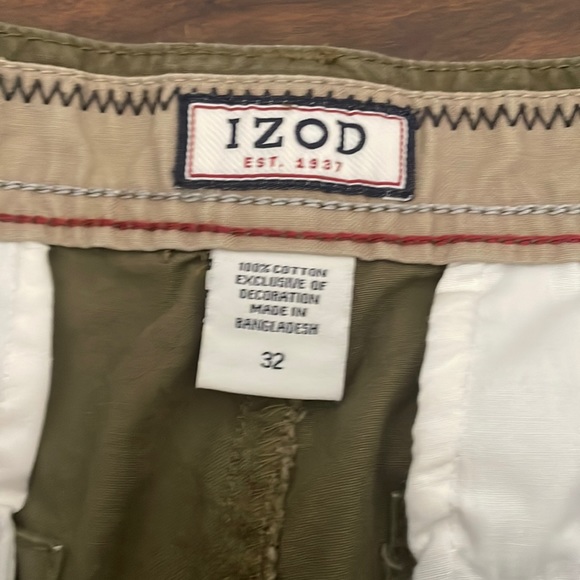 IZOD
EST. 1937
100% COTTON
EXCLUSIVE OF
DECORATION
MADE IN
BANGLADESH
32